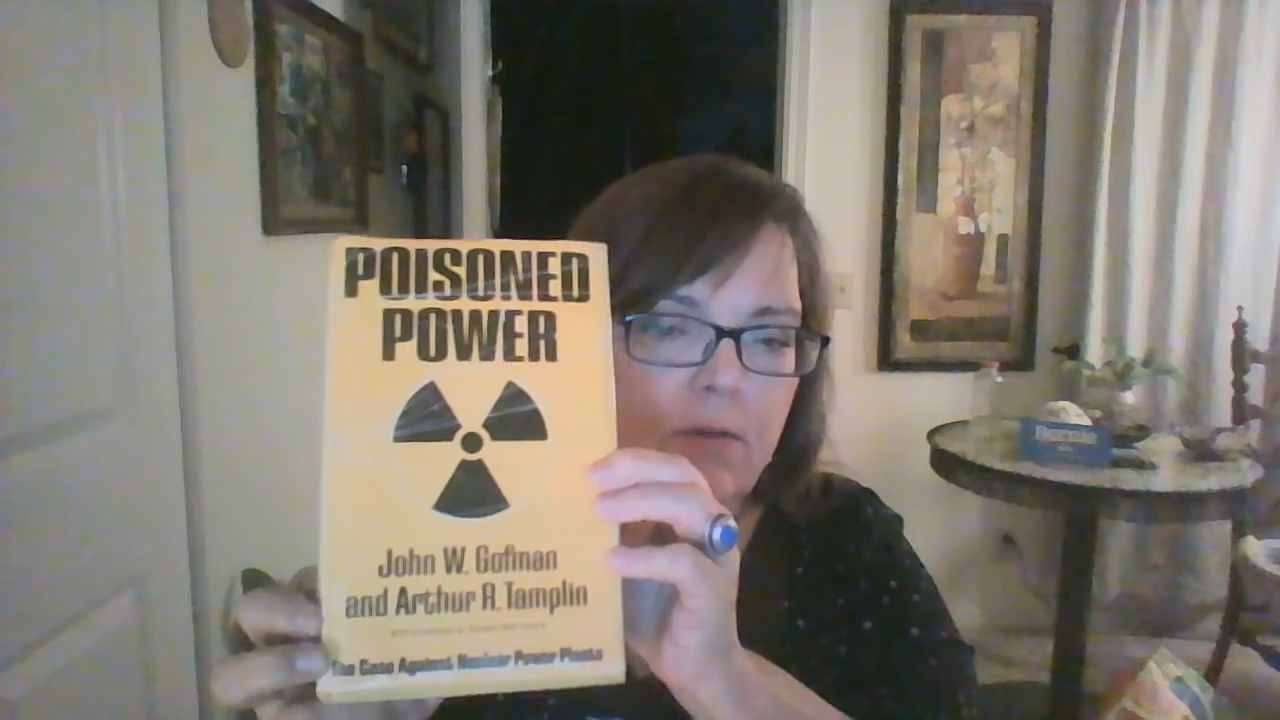 POISONED
POWER
John W. Gofman
and Arthur R. Tamplin
The Case Against Nuclear Power Plants